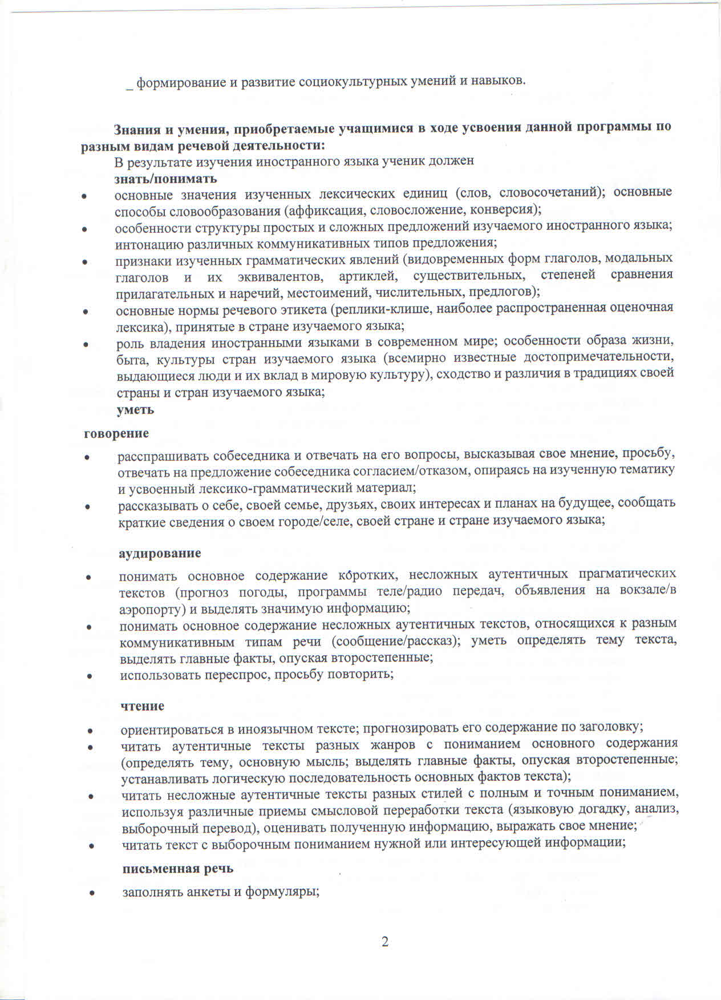 _ формирование и развитие социокультурных умений и навыков.
Знания и умения, приобретаемые учащимися в ходе усвоения данной программы по
разным видам речевой деятельности:
В результате изучения иностранного языка ученик должен
знать/понимать
• основные значения изученных лексических единиц (слов, словосочетаний); основные
способы словообразования (аффиксация, словосложение, конверсия);
• особенности структуры простых и сложных предложений изучаемого иностранного языка;
интонацию различных коммуникативных типов предложения;
• признаки изученных грамматических явлений (видовременных форм глаголов, модальных
глаголов и их эквивалентов, артиклей, существительных, степеней сравнения
прилагательных и наречий, местоимений, числительных, предлогов);
• основные нормы речевого этикета (реплики-клише, наиболее распространенная оценочная
лексика), принятые в стране изучаемого языка;
• роль владения иностранными языками в современном мире; особенности образа жизни,
быта, культуры стран изучаемого языка (всемирно известные достопримечательности,
выдающиеся люди и их вклад в мировую культуру), сходство и различия в традициях своей
страны и стран изучаемого языка;
уметь
говорение
• расспрашивать собеседника и отвечать на его вопросы, высказывая свое мнение, просьбу,
отвечать на предложение собеседника согласием/отказом, опираясь на изученную тематику
и усвоенный лексико-грамматический материал;
• рассказывать о себе, своей семье, друзьях, своих интересах и планах на будущее, сообщать
краткие сведения о своем городе/селе, своей стране и стране изучаемого языка;
аудирование
• понимать основное содержание коротких, несложных аутентичных прагматических
текстов (прогноз погоды, программы теле/радио передач, объявления на вокзале/в
аэропорту) и выделять значимую информацию;
• понимать основное содержание несложных аутентичных текстов, относящихся к разным
коммуникативным типам речи (сообщение/рассказ); уметь определять тему текста,
выделять главные факты, опуская второстепенные;
• использовать переспрос, просьбу повторить;
чтение
• ориентироваться в иноязычном тексте; прогнозировать его содержание по заголовку;
• читать аутентичные тексты разных жанров с пониманием основного содержания
(определять тему, основную мысль; выделять главные факты, опуская второстепенные;
устанавливать логическую последовательность основных фактов текста);
• читать несложные аутентичные тексты разных стилей с полным и точным пониманием,
используя различные приемы смысловой переработки текста (языковую догадку, анализ,
выборочный перевод), оценивать полученную информацию, выражать свое мнение;
• читать текст с выборочным пониманием нужной или интересующей информации;
письменная речь
• заполнять анкеты и формуляры;
2